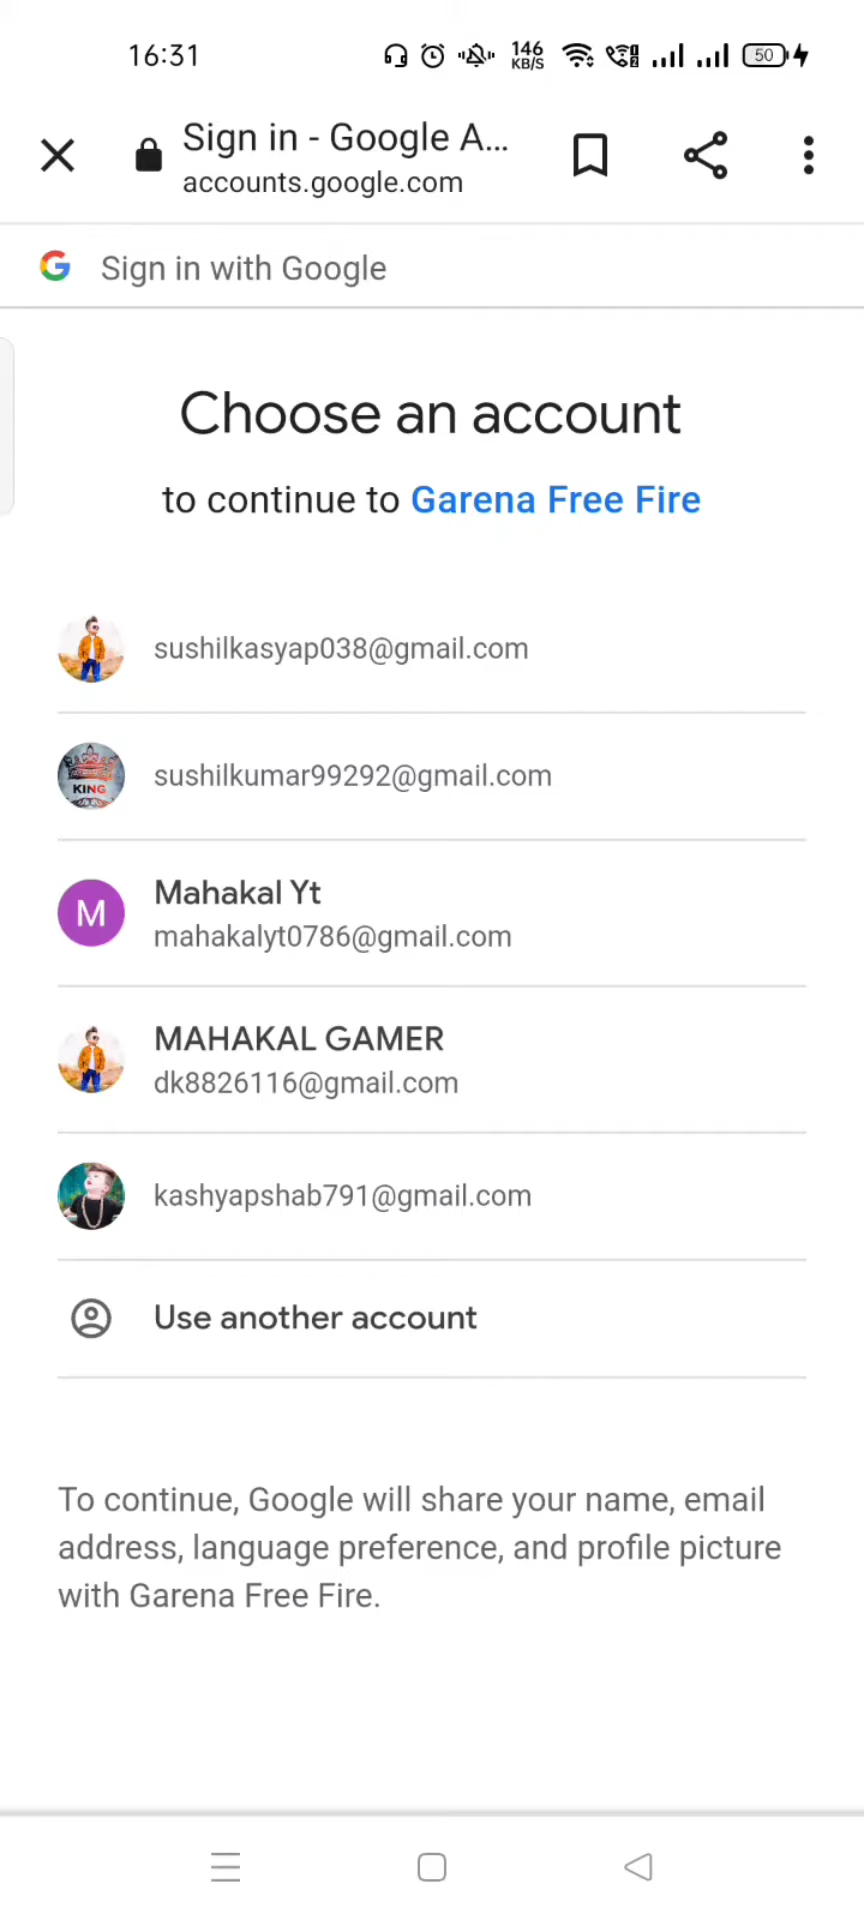 16:31
146
KB/S
50
Sign in - Google A...
accounts.google.com
Sign in with Google
Choose an account
to continue to Garena Free Fire
sushilkasyap038@gmail.com
KING
sushilkumar99292@gmail.com
M
Mahakal Yt
mahakalyt0786@gmail.com
MAHAKAL GAMER
dk8826116@gmail.com
kashyapshab791@gmail.com
Use another account
To continue, Google will share your name, email
address, language preference, and profile picture
with Garena Free Fire.